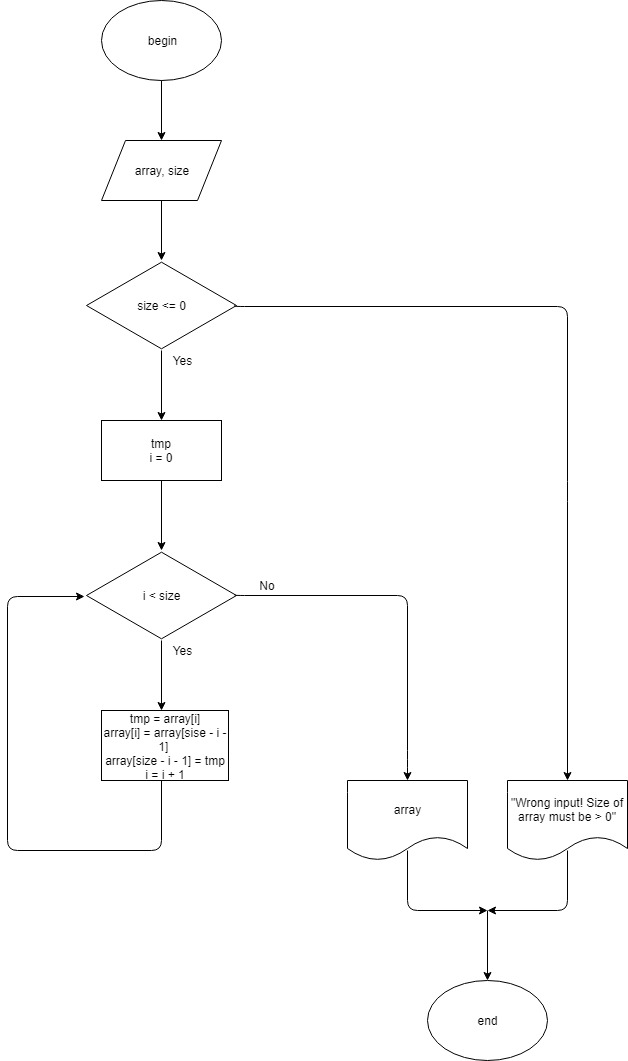 begin
array, size
size <= 0
Yes
tmp
i = 0
i < size
No
Yes
tmp = array[i]
array[i] = array[sise - i -
1]
array[size - i - 1] = tmp
i = i + 1
array
"Wrong input! Size of
array must be > 0"
end